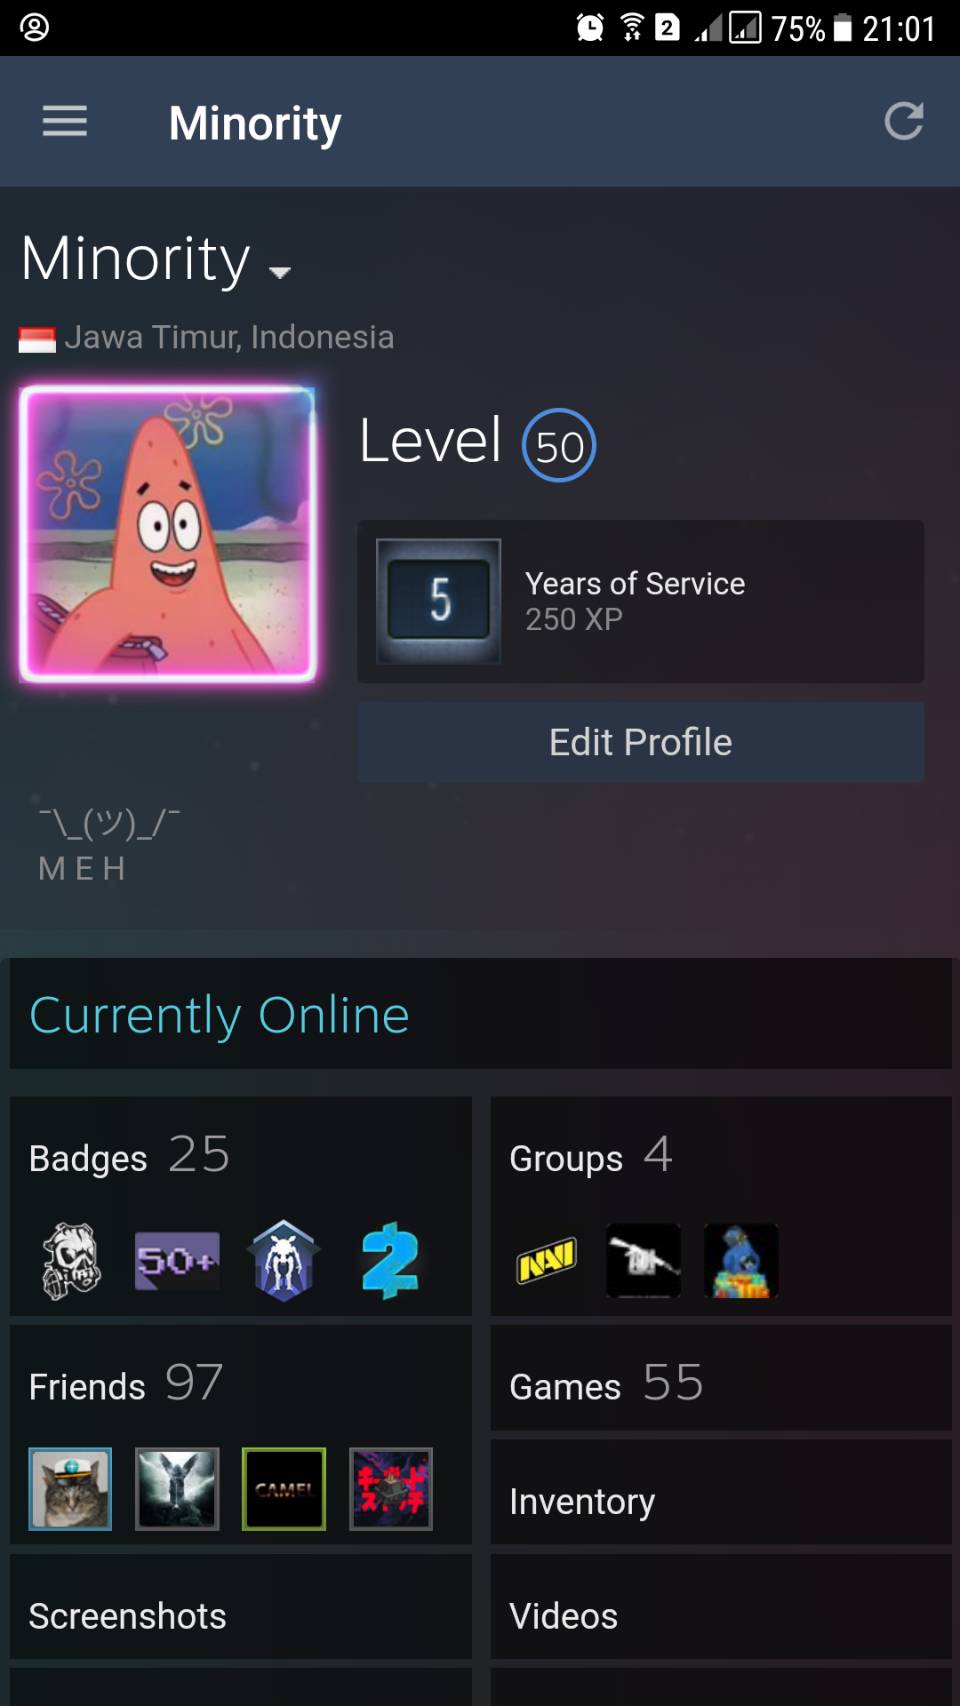 2 75% 21:01
Minority
Minority
Jawa Timur, Indonesia
Level 50
5 Years of Service
250 XP
Edit Profile
¯\_(ツ)_/¯
M E H
Currently Online
Badges 25
Groups 4
50+ 2
NAVI
Friends 97
Games 55
CAMEL
Inventory
Screenshots
Videos